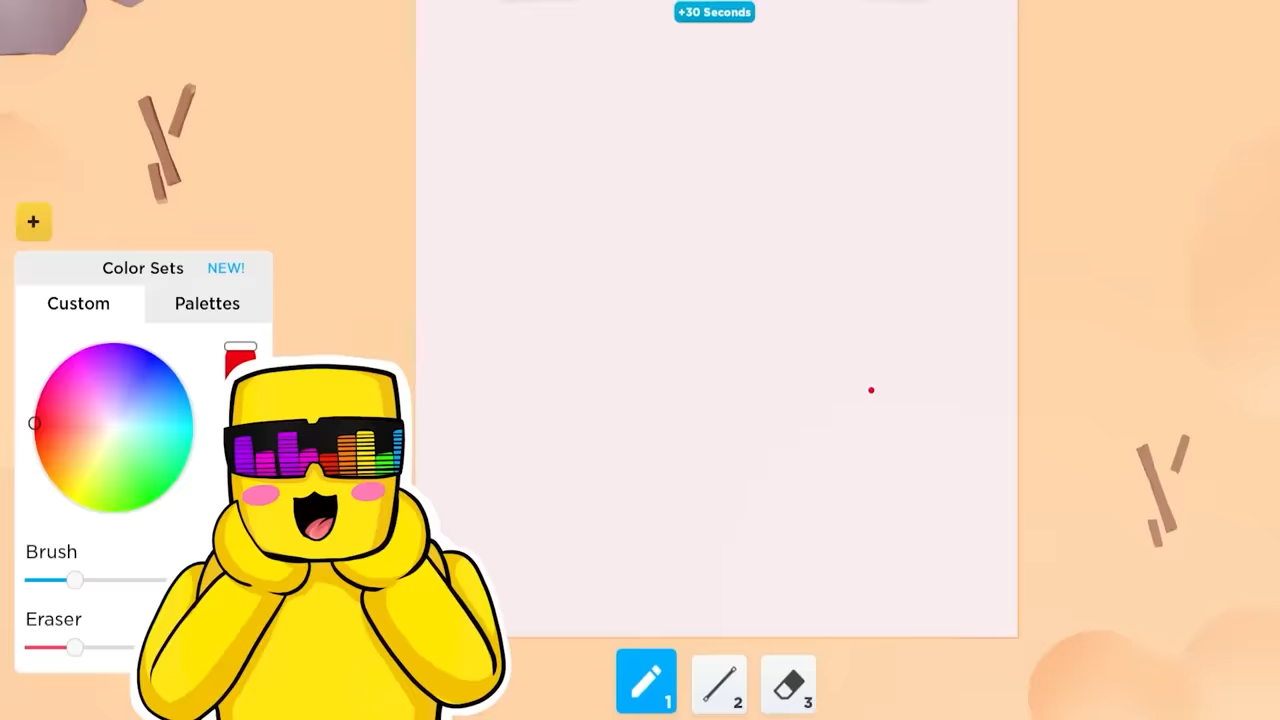 +30 Seconds
+
Color Sets NEW!
Custom Palettes
Brush
Eraser
1 2 3